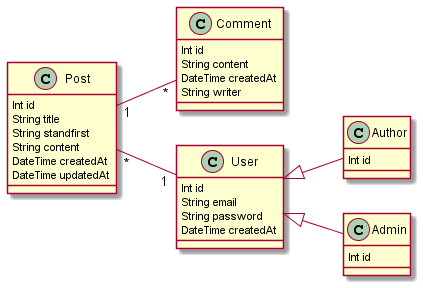 C Post
Int id
String title
String standfirst
String content
DateTime createdAt
DateTime updatedAt
1
*
*
1
C Comment
Int id
String content
DateTime createdAt
String writer
C User
Int id
String email
String password
DateTime createdAt
C Author
Int id
C Admin
Int id